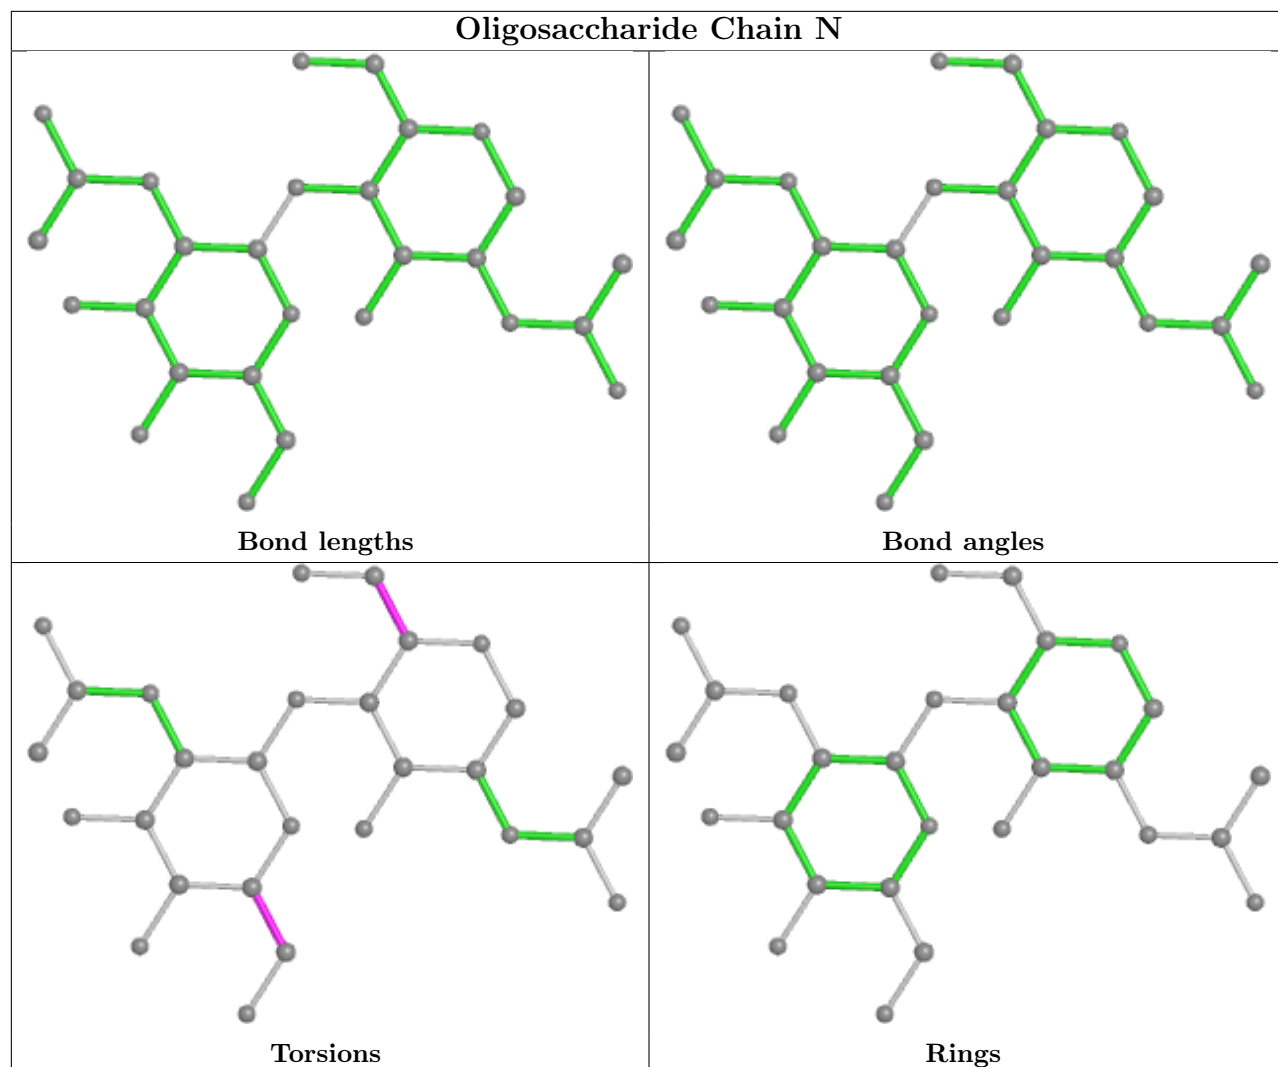 Oligosaccharide Chain N
Bond lengths
Bond angles
Torsions
Rings